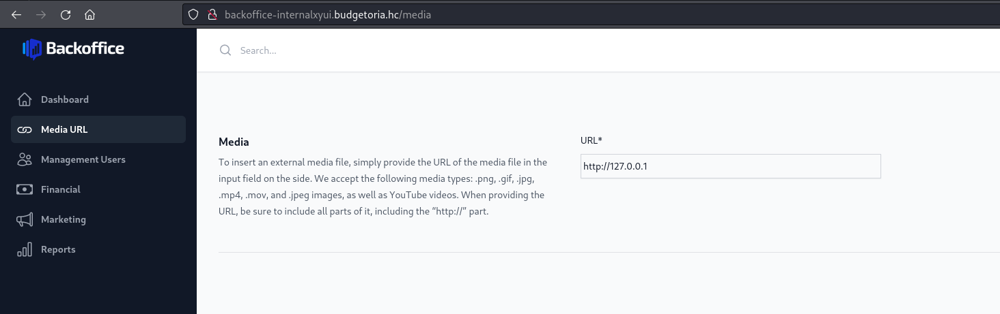 backoffice-internalxyui.budgetoria.hc/media
Backoffice
Search...
Dashboard
Media URL
Management Users
Financial
Marketing
Reports
Media
To insert an external media file, simply provide the URL of the media file in the
input field on the side. We accept the following media types: .png, .gif, .jpg,
.mp4, .mov, and .jpeg images, as well as YouTube videos. When providing the
URL, be sure to include all parts of it, including the “http://” part.
URL*
http://127.0.0.1